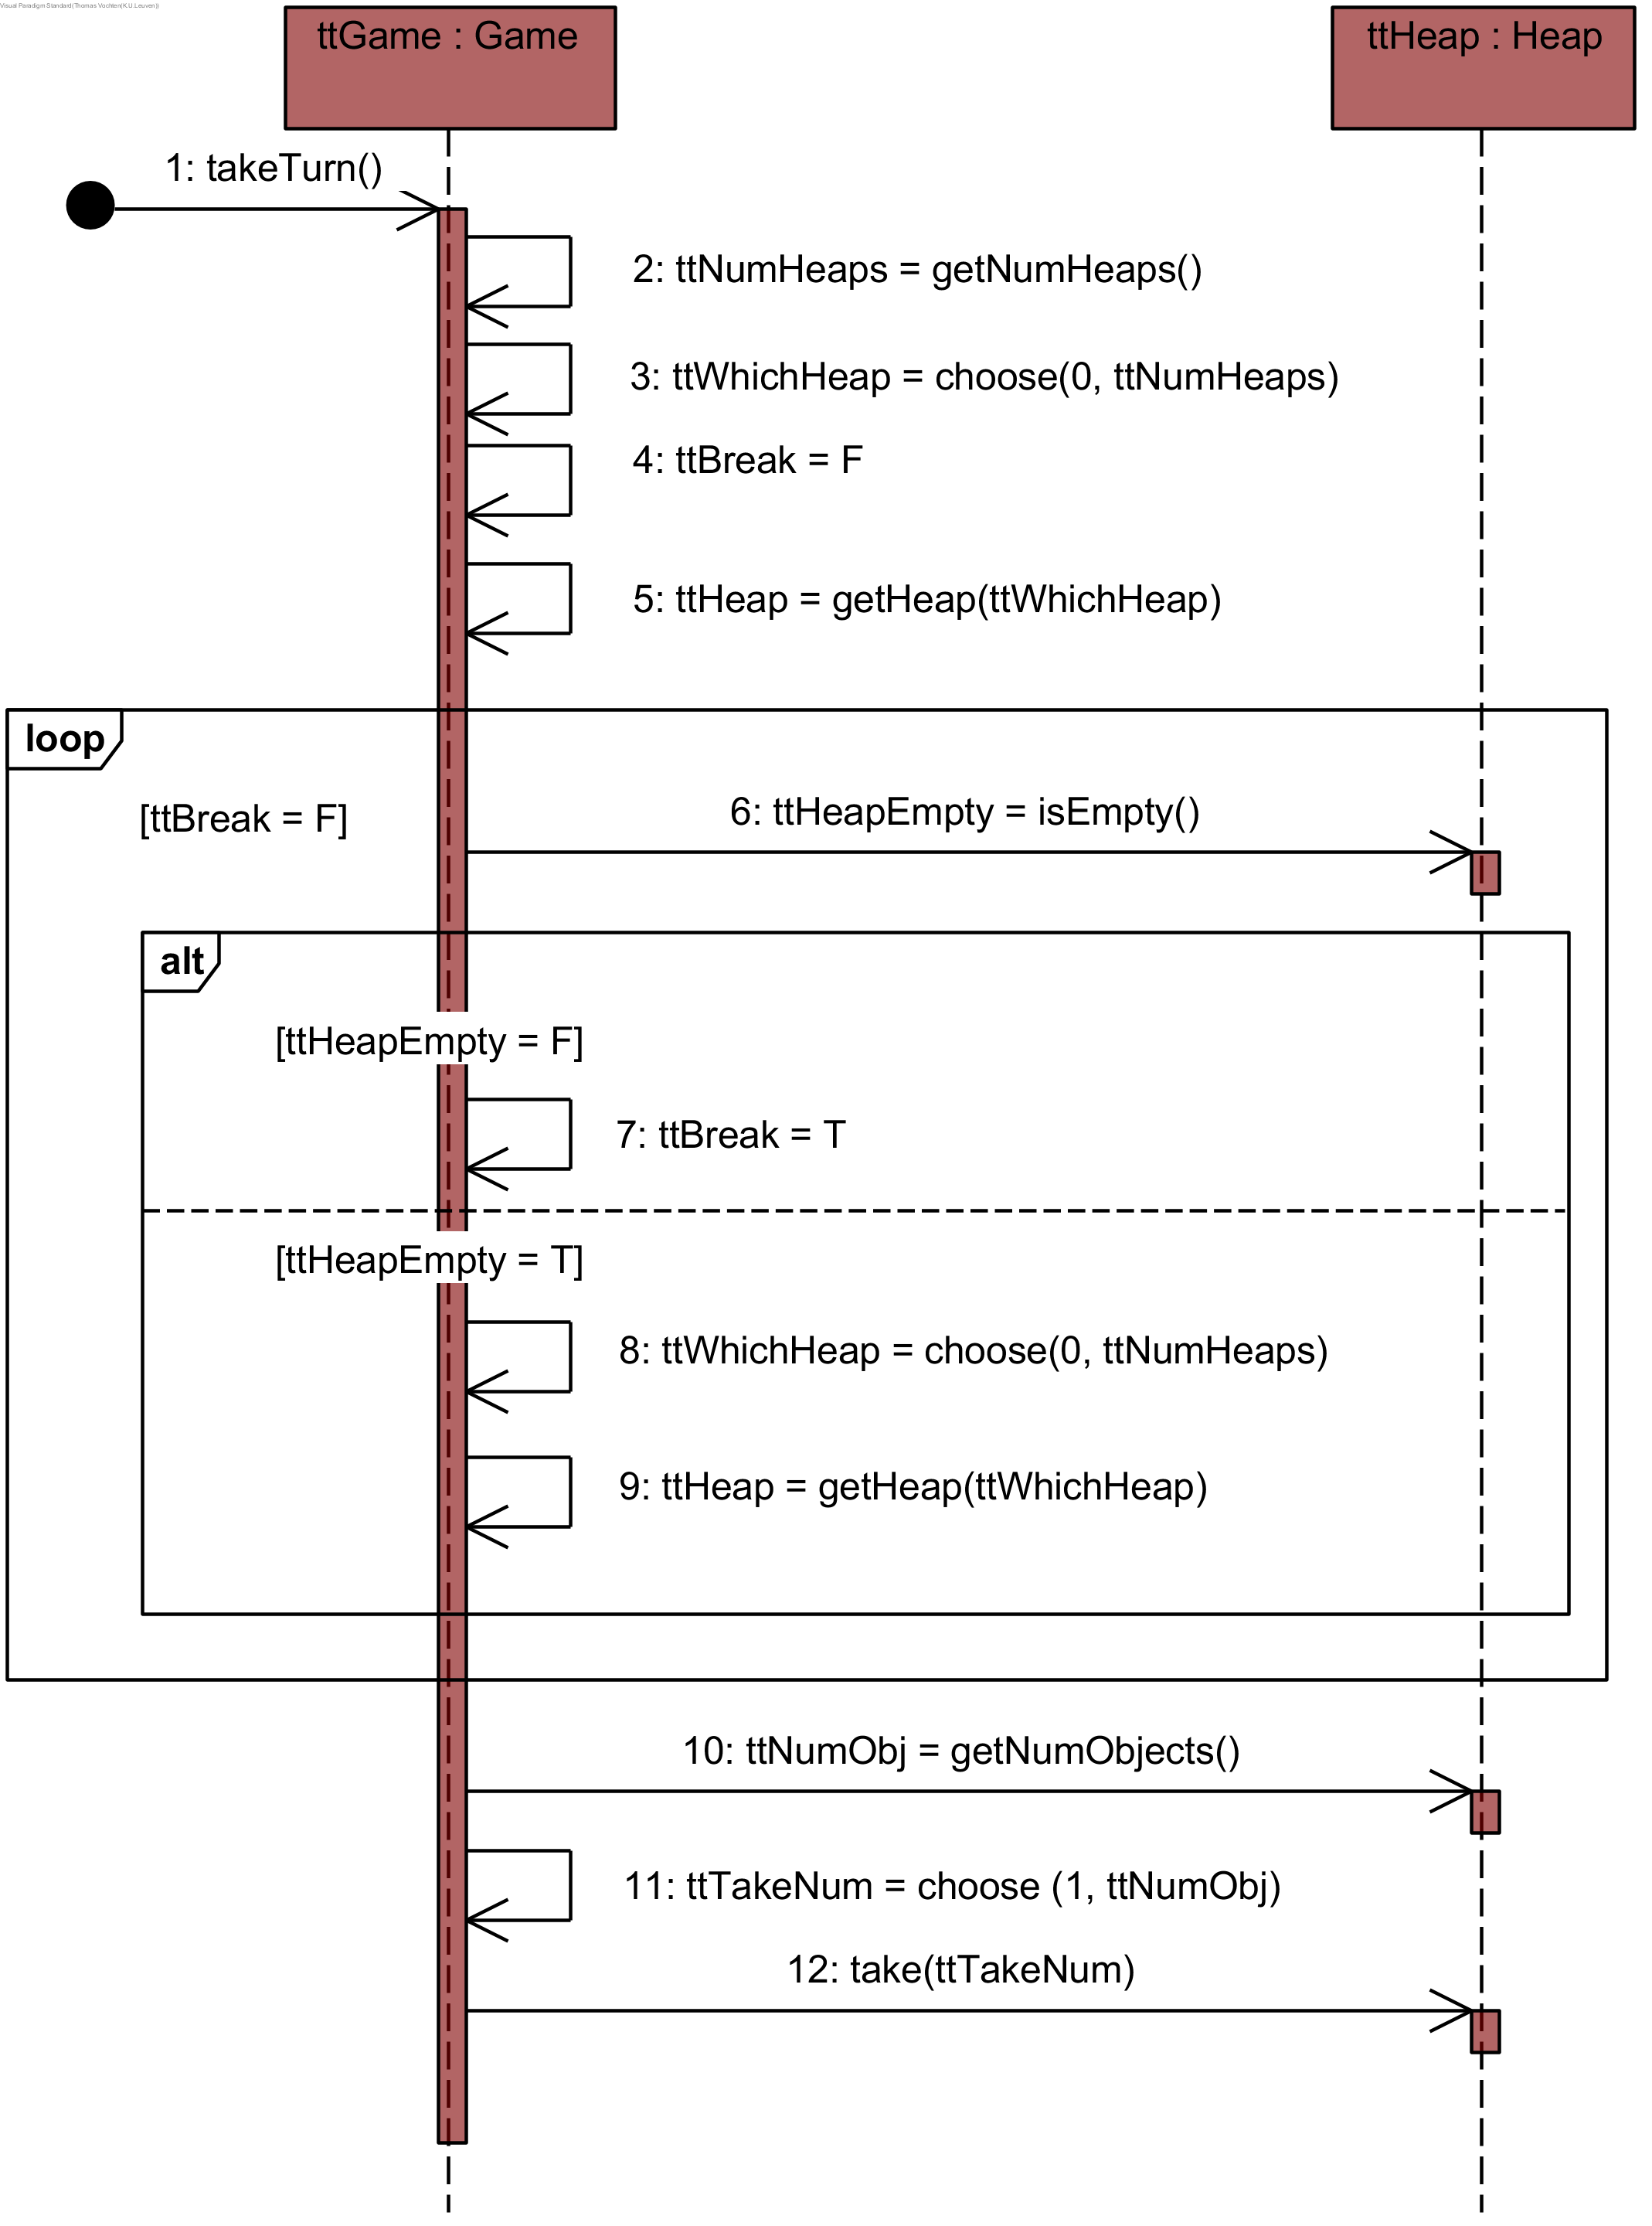 Visual Paradigm Standard(Thomas Vochten(K.U.Leuven))
ttGame : Game
ttHeap : Heap
1: takeTurn()
2: ttNumHeaps = getNumHeaps()
3: ttWhichHeap = choose(0, ttNumHeaps)
4: ttBreak = F
5: ttHeap = getHeap(ttWhichHeap)
loop
[ttBreak = F]
6: ttHeapEmpty = isEmpty()
alt
[ttHeapEmpty = F]
7: ttBreak = T
[ttHeapEmpty = T]
8: ttWhichHeap = choose(0, ttNumHeaps)
9: ttHeap = getHeap(ttWhichHeap)
10: ttNumObj = getNumObjects()
11: ttTakeNum = choose (1, ttNumObj)
12: take(ttTakeNum)